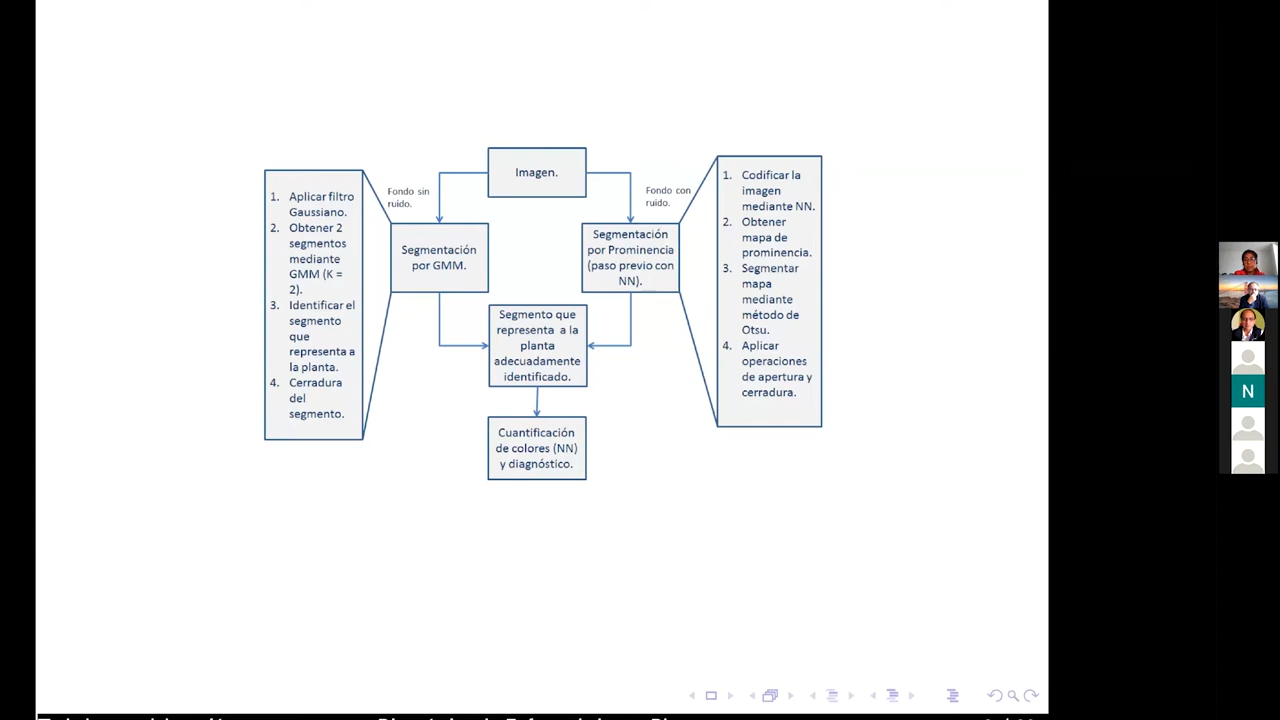 Imagen.
Fondo sin
ruido.
Fondo con
ruido.
1. Aplicar filtro
Gaussiano.
2. Obtener 2
segmentos
mediante
GMM (K =
2).
3. Identificar el
segmento
que
representa a
la planta.
4. Cerradura
del
segmento.
Segmentación
por GMM.
Segmentación
por Prominencia
(paso previo con
NN).
1. Codificar la
imagen
mediante NN.
2. Obtener
mapa de
prominencia.
3. Segmentar
mapa
mediante
método de
Otsu.
4. Aplicar
operaciones
de apertura y
cerradura.
Segmento que
representa a la
planta
adecuadamente
identificado.
Cuantificación
de colores (NN)
y diagnóstico.
N